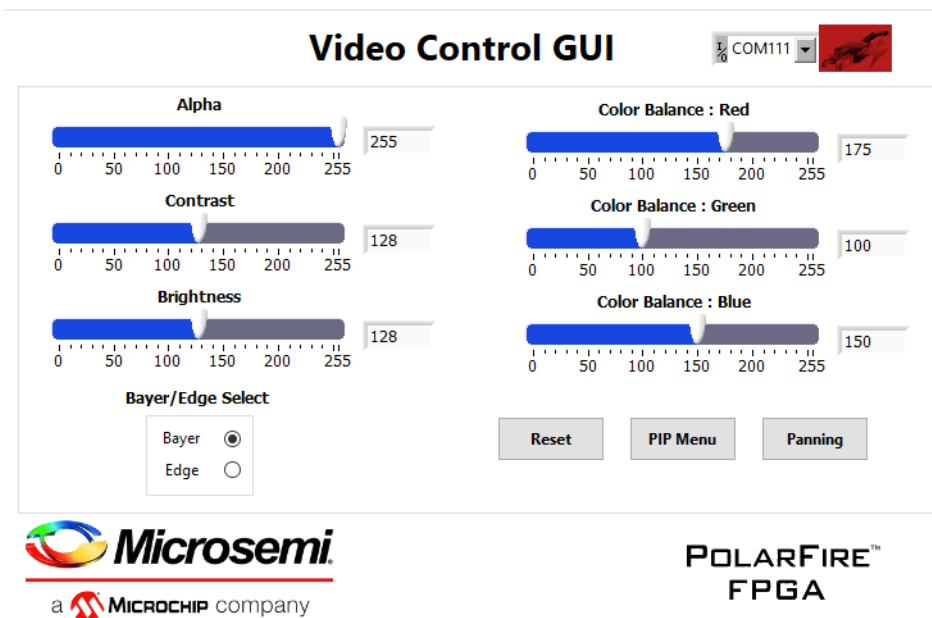 Video Control GUI
I/O COM111
Alpha
255
0 50 100 150 200 255
Contrast
128
0 50 100 150 200 255
Brightness
128
0 50 100 150 200 255
Bayer/Edge Select
Bayer
Edge
Color Balance : Red
175
0 50 100 150 200 255
Color Balance : Green
100
0 50 100 150 200 255
Color Balance : Blue
150
0 50 100 150 200 255
Reset PIP Menu Panning
Microsemi.
a MICROCHIP company
POLARFIRE™
FPGA